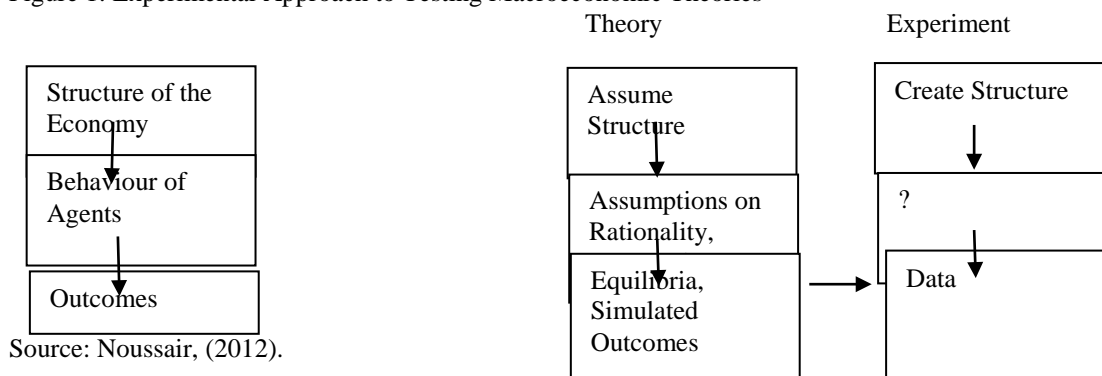 Figure 1: Experimental Approach to Testing Macroeconomic Theories
Theory
Experiment
Structure of the
Economy
Behaviour of
Agents
Outcomes
Assume
Structure
Assumptions on
Rationality,
Equilibria,
Simulated
Outcomes
Create Structure
?
Data
Source: Noussair, (2012).